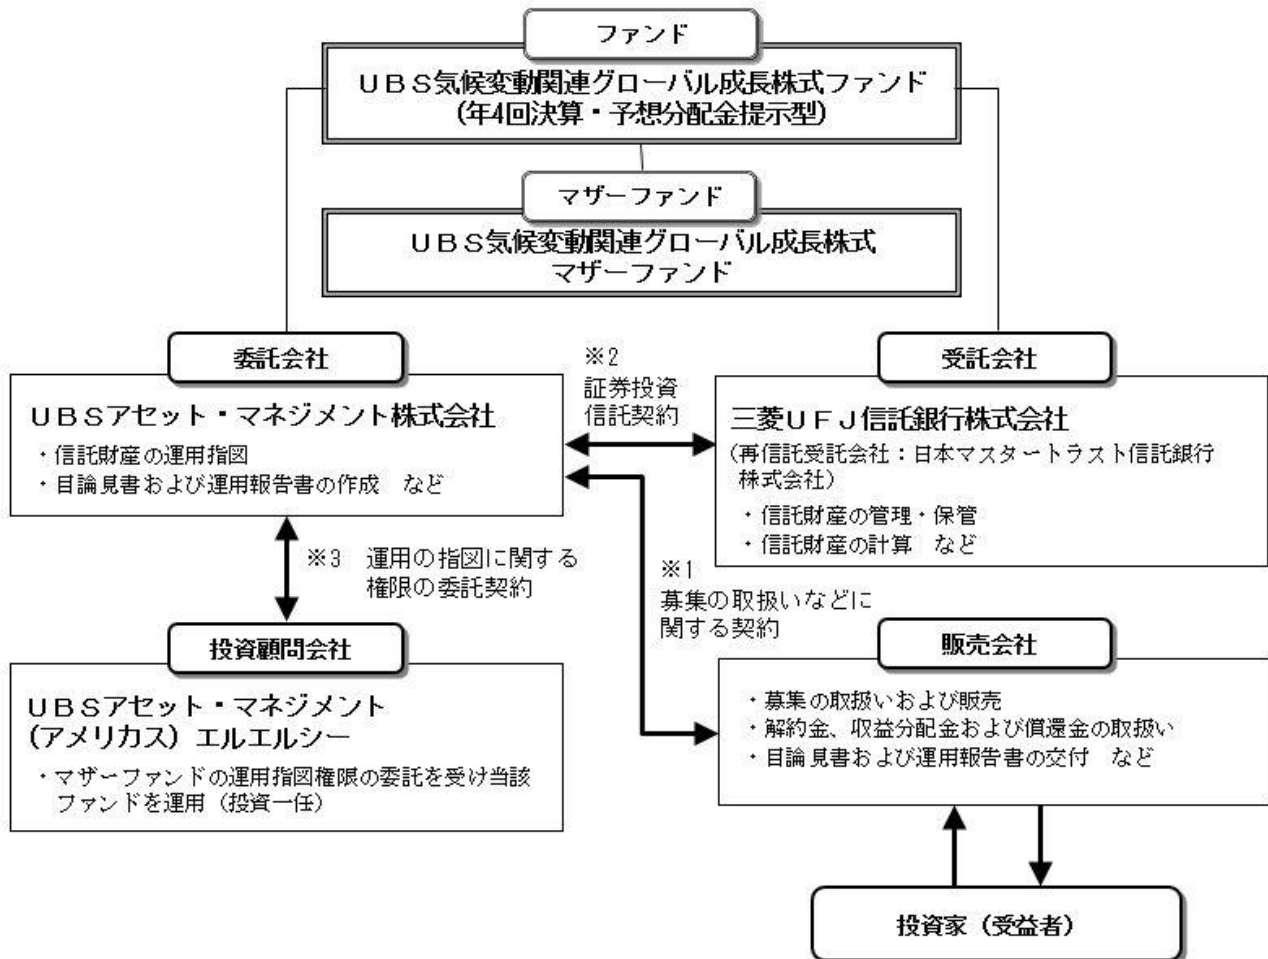 ファンド
UBS気候変動関連グローバル成長株式ファンド
(年4回決算・予想分配金提示型)
マザーファンド
UBS気候変動関連グローバル成長株式
マザーファンド
委託会社
UBSアセット・マネジメント株式会社
・信託財産の運用指図
・目論見書および運用報告書の作成　など
※2
証券投資
信託契約
受託会社
三菱UFJ信託銀行株式会社
(再信託受託会社：日本マスタートラスト信託銀行
株式会社)
・信託財産の管理・保管
・信託財産の計算　など
※3　運用の指図に関する
権限の委託契約
※1
募集の取扱いなどに
関する契約
投資顧問会社
UBSアセット・マネジメント
(アメリカス) エルエルシー
・マザーファンドの運用指図権限の委託を受け当該
ファンドを運用 (投資一任)
販売会社
・募集の取扱いおよび販売
・解約金、収益分配金および償還金の取扱い
・目論見書および運用報告書の交付　など
投資家 (受益者)